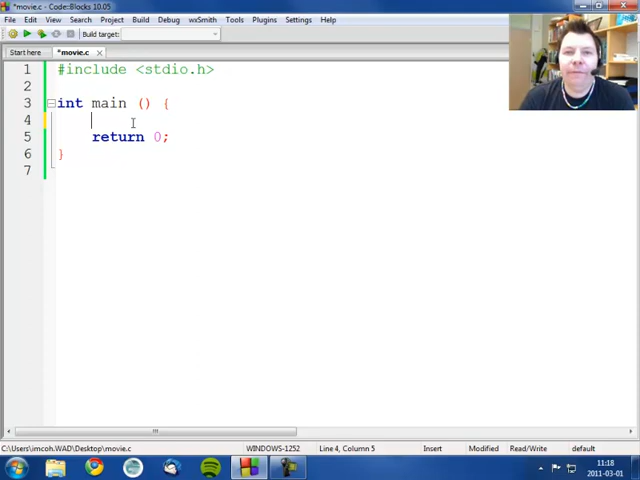 *movie.c - Code::Blocks 10.05
File Edit View Search Project Build Debug wxSmith Tools Plugins Settings Help
Build target:
Start here *movie.c
1 #include <stdio.h>
2
3 int main () {
4
5 return 0;
6 }
7
C:\Users\imcoh.WAD\Desktop\movie.c WINDOWS-1252 Line 4, Column 5 Insert Modified Read/Write default
11:18
2011-03-01